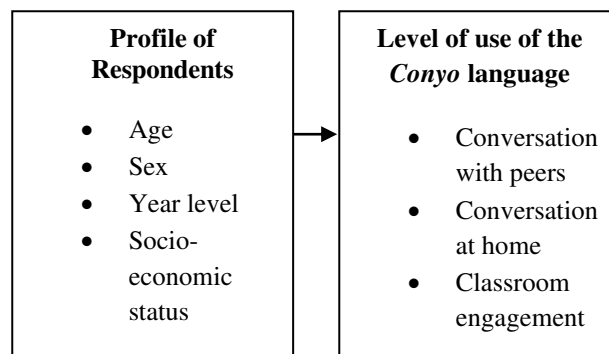 Profile of
Respondents
• Age
• Sex
• Year level
• Socio-
economic
status
Level of use of the
Conyo language
• Conversation
with peers
• Conversation
at home
• Classroom
engagement